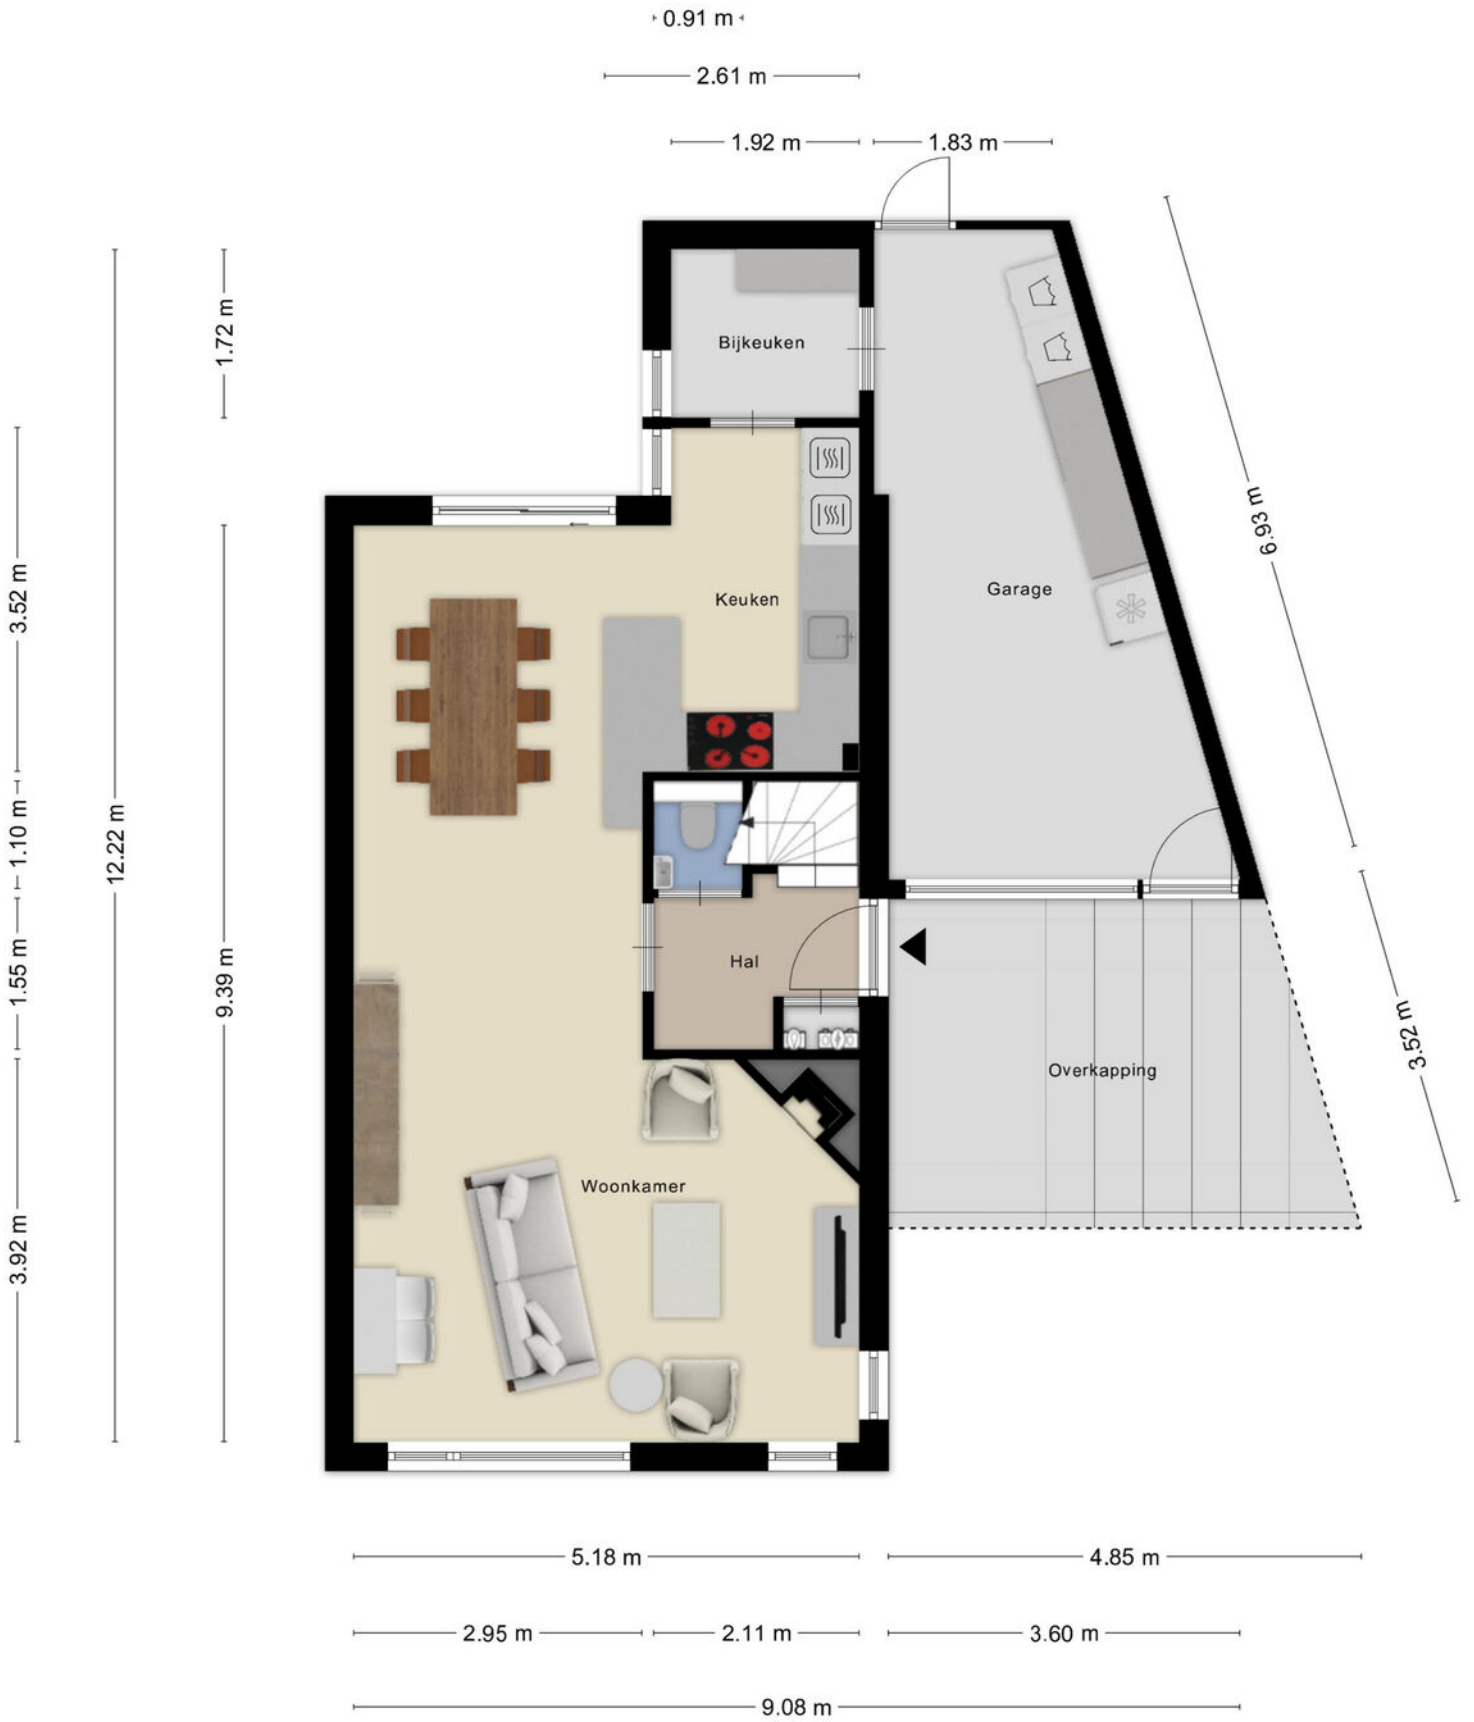 0.91 m
2.61 m
1.92 m
1.83 m
1.72 m
Bijkeuken
6.93 m
3.52 m
Keuken
Garage
1.10 m
12.22 m
1.55 m
9.39 m
Hal
3.52 m
Overkapping
Woonkamer
3.92 m
5.18 m
4.85 m
2.95 m
2.11 m
3.60 m
9.08 m